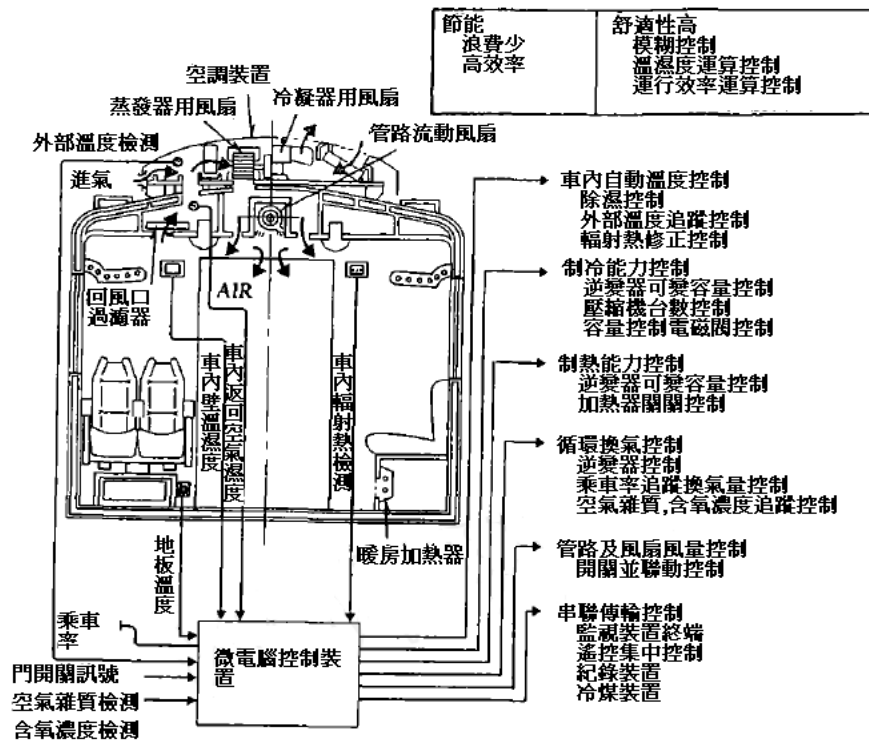 節能
浪費少
高效率
舒適性高
模糊控制
溫濕度運算控制
運行效率運算控制
空調裝置
蒸發器用風扇
冷凝器用風扇
管路流動風扇
外部溫度檢測
進氣
回風口
過濾器
AIR
車內壁溫濕度
車內返回空氣濕度
車內輻射熱檢測
地板溫度
暖房加熱器
乘車
率
門開關訊號
空氣雜質檢測
含氧濃度檢測
微電腦控制裝
置
車內自動溫度控制
除濕控制
外部溫度追蹤控制
輻射熱修正控制
制冷能力控制
逆變器可變容量控制
壓縮機台數控制
容量控制電磁閥控制
制熱能力控制
逆變器可變容量控制
加熱器關關控制
循環換氣控制
逆變器控制
乘車率追蹤換氣量控制
空氣雜質,含氧濃度追蹤控制
管路及風扇風量控制
開關並聯動控制
串聯傳輸控制
監視裝置終端
遙控集中控制
紀錄裝置
冷煤裝置